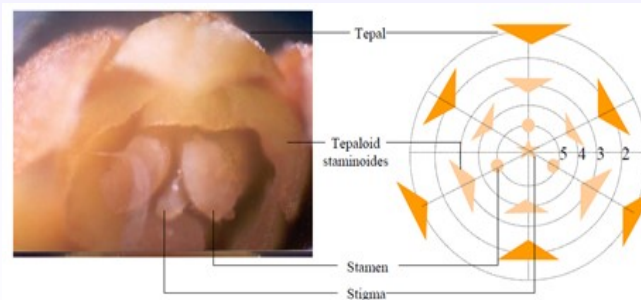 Tepal
Tepaloid
staminoides
5 4 3 2
Stamen
Stigma